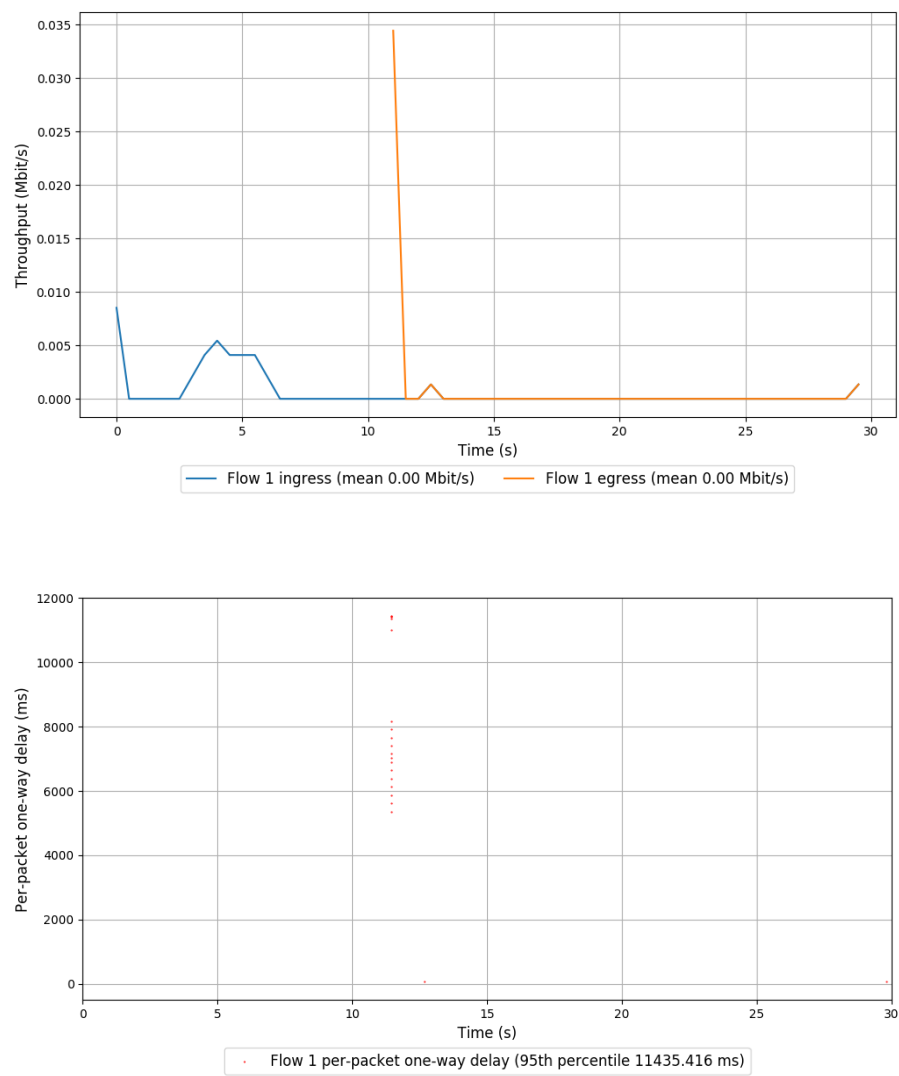 0.035
0.030
0.025
0.020
0.015
0.010
0.005
0.000
Throughput (Mbit/s)
0 5 10 15 20 25 30
Time (s)
Flow 1 ingress (mean 0.00 Mbit/s) Flow 1 egress (mean 0.00 Mbit/s)
12000
10000
8000
6000
4000
2000
0
Per-packet one-way delay (ms)
0 5 10 15 20 25 30
Time (s)
Flow 1 per-packet one-way delay (95th percentile 11435.416 ms)